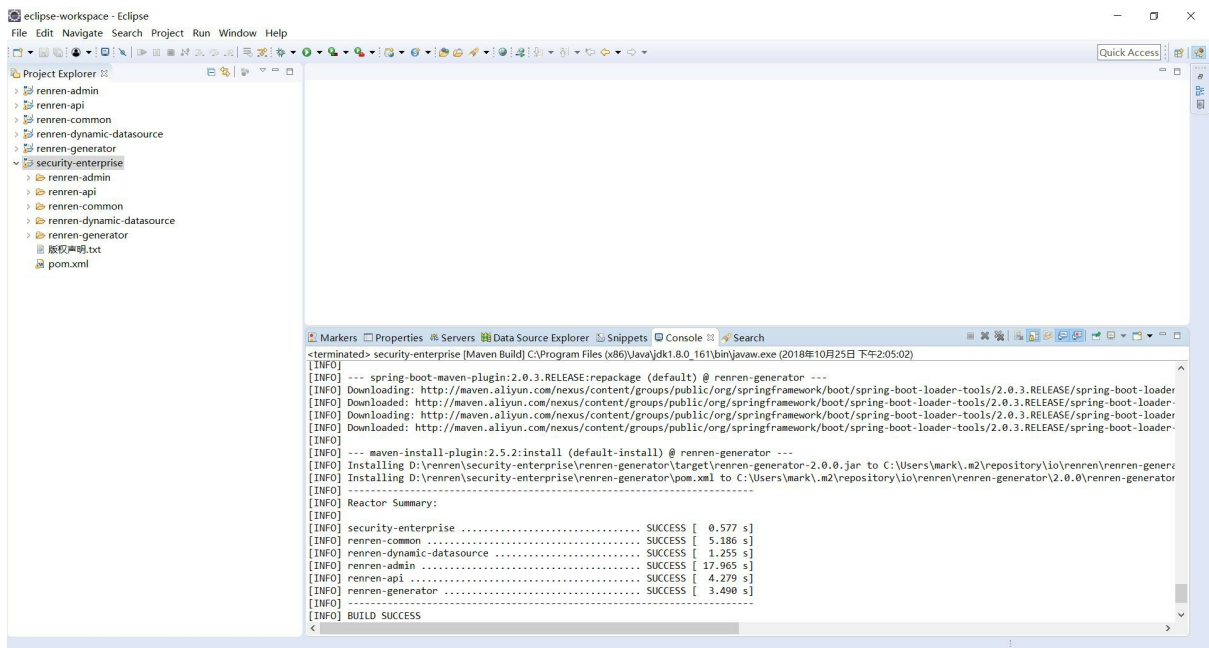 eclipse-workspace - Eclipse
File Edit Navigate Search Project Run Window Help
Quick Access
Project Explorer
renren-admin
renren-api
renren-common
renren-dynamic-datasource
renren-generator
security-enterprise
renren-admin
renren-api
renren-common
renren-dynamic-datasource
renren-generator
版权声明.txt
pom.xml
Markers Properties Servers Data Source Explorer Snippets Console Search
<terminated> security-enterprise [Maven Build] C:\Program Files (x86)\Java\jdk1.8.0_161\bin\javaw.exe (2018年10月25日 下午2:05:02)
[INFO]
[INFO] --- spring-boot-maven-plugin:2.0.3.RELEASE:repackage (default) @ renren-generator ---
[INFO] Downloading: http://maven.aliyun.com/nexus/content/groups/public/org/springframework/boot/spring-boot-loader-tools/2.0.3.RELEASE/spring-boot-loader
[INFO] Downloaded: http://maven.aliyun.com/nexus/content/groups/public/org/springframework/boot/spring-boot-loader-tools/2.0.3.RELEASE/spring-boot-loader-
[INFO] Downloading: http://maven.aliyun.com/nexus/content/groups/public/org/springframework/boot/spring-boot-loader-tools/2.0.3.RELEASE/spring-boot-loader
[INFO] Downloaded: http://maven.aliyun.com/nexus/content/groups/public/org/springframework/boot/spring-boot-loader-tools/2.0.3.RELEASE/spring-boot-loader-
[INFO]
[INFO] --- maven-install-plugin:2.5.2:install (default-install) @ renren-generator ---
[INFO] Installing D:\renren\security-enterprise\renren-generator\target\renren-generator-2.0.0.jar to C:\Users\mark\.m2\repository\io\renren\renren-genera
[INFO] Installing D:\renren\security-enterprise\renren-generator\pom.xml to C:\Users\mark\.m2\repository\io\renren\renren-generator\2.0.0\renren-generator
[INFO] ------------------------------------------------------------------------
[INFO] Reactor Summary:
[INFO]
[INFO] security-enterprise ................................ SUCCESS [  0.577 s]
[INFO] renren-common ...................................... SUCCESS [  5.186 s]
[INFO] renren-dynamic-datasource .......................... SUCCESS [  1.255 s]
[INFO] renren-admin ....................................... SUCCESS [ 17.965 s]
[INFO] renren-api ......................................... SUCCESS [  4.279 s]
[INFO] renren-generator ................................... SUCCESS [  3.490 s]
[INFO] ------------------------------------------------------------------------
[INFO] BUILD SUCCESS